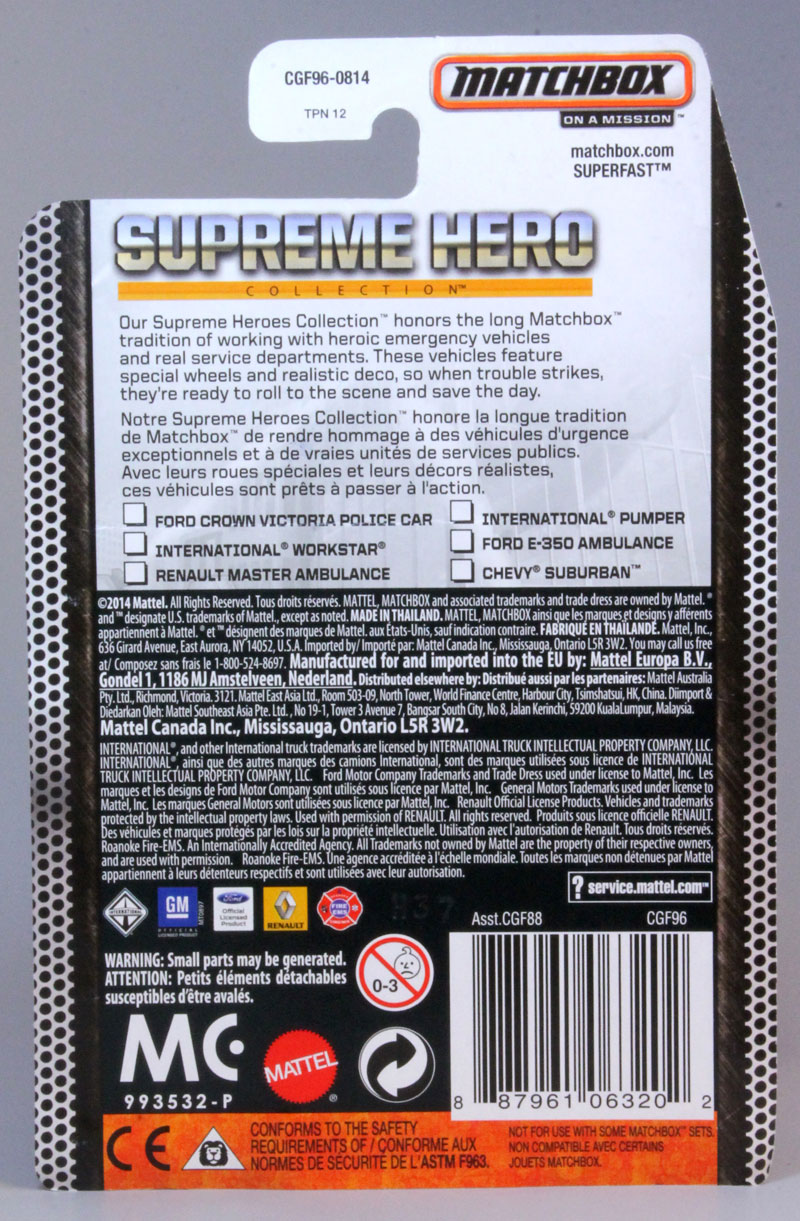 CGF96-0814
TPN 12
MATCHBOX
ON A MISSION™
matchbox.com
SUPERFAST™
SUPREME HERO
COLLECTION™
Our Supreme Heroes Collection™ honors the long Matchbox™
tradition of working with heroic emergency vehicles
and real service departments. These vehicles feature
special wheels and realistic deco, so when trouble strikes,
they're ready to roll to the scene and save the day.
Notre Supreme Heroes Collection™ honore la longue tradition
de Matchbox™ de rendre hommage à des véhicules d'urgence
exceptionnels et à de vraies unités de services publics.
Avec leurs roues spéciales et leurs décors réalistes,
ces véhicules sont prêts à passer à l'action.
FORD CROWN VICTORIA POLICE CAR
INTERNATIONAL® PUMPER
INTERNATIONAL® WORKSTAR®
FORD E-350 AMBULANCE
RENAULT MASTER AMBULANCE
CHEVY® SUBURBAN™
©2014 Mattel. All Rights Reserved. Tous droits réservés. MATTEL, MATCHBOX and associated trademarks and trade dress are owned by Mattel. ®
and ™ designate U.S. trademarks of Mattel., except as noted. MADE IN THAILAND. MATTEL, MATCHBOX ainsi que les marques et designs y afférents
appartiennent à Mattel. ® et ™ désignent des marques de Mattel. aux États-Unis, sauf indication contraire. FABRIQUÉ EN THAÏLANDE. Mattel, Inc.,
636 Girard Avenue, East Aurora, NY 14052, U.S.A. Imported by/ Importé par: Mattel Canada Inc., Mississauga, Ontario L5R 3W2. You may call us free
at/ Composez sans frais le 1-800-524-8697. Manufactured for and imported into the EU by: Mattel Europa B.V.,
Gondel 1, 1186 MJ Amstelveen, Nederland. Distributed elsewhere by: Distribué aussi par les partenaires: Mattel Australia
Pty. Ltd., Richmond, Victoria. 3121. Mattel East Asia Ltd., Room 503-09, North Tower, World Finance Centre, Harbour City, Tsimshatsui, HK, China. Diimport &
Diedarkan Oleh: Mattel Southeast Asia Pte. Ltd., No 19-1, Tower 3 Avenue 7, Bangsar South City, No 8, Jalan Kerinchi, 59200 KualaLumpur, Malaysia.
Mattel Canada Inc., Mississauga, Ontario L5R 3W2.
INTERNATIONAL®, and other International truck trademarks are licensed by INTERNATIONAL TRUCK INTELLECTUAL PROPERTY COMPANY, LLC.
INTERNATIONAL®, ainsi que des autres marques des camions International, sont des marques utilisées sous licence de INTERNATIONAL
TRUCK INTELLECTUAL PROPERTY COMPANY, LLC. Ford Motor Company Trademarks and Trade Dress used under license to Mattel, Inc. Les
marques et les designs de Ford Motor Company sont utilisés sous licence par Mattel, Inc. General Motors Trademarks used under license to
Mattel, Inc. Les marques General Motors sont utilisées sous licence par Mattel, Inc. Renault Official License Products. Vehicles and trademarks
protected by the intellectual property laws. Used with permission of RENAULT. All rights reserved. Produits sous licence officielle RENAULT.
Des véhicules et marques protégés par les lois sur la propriété intellectuelle. Utilisation avec l'autorisation de Renault. Tous droits réservés.
Roanoke Fire-EMS. An Internationally Accredited Agency. All Trademarks not owned by Mattel are the property of their respective owners,
and are used with permission. Roanoke Fire-EMS. Une agence accréditée à l'échelle mondiale. Toutes les marques non détenues par Mattel
appartiennent à leurs détenteurs respectifs et sont utilisées avec leur autorisation.
? service.mattel.com™
INTERNATIONAL
GM
OFFICIAL
LICENSED PRODUCT
MT0897
Ford
Official
Licensed
Product
RENAULT
FIRE
EMS
Asst.CGF88
CGF96
WARNING: Small parts may be generated.
ATTENTION: Petits éléments détachables
susceptibles d'être avalés.
0-3
MC
993532-P
MATTEL®
8 87961 06320 2
CE
CONFORMS TO THE SAFETY
REQUIREMENTS OF / CONFORME AUX
NORMES DE SÉCURITÉ DE L'ASTM F963.
NOT FOR USE WITH SOME MATCHBOX™ SETS.
NON COMPATIBLE AVEC CERTAINS
JOUETS MATCHBOX.